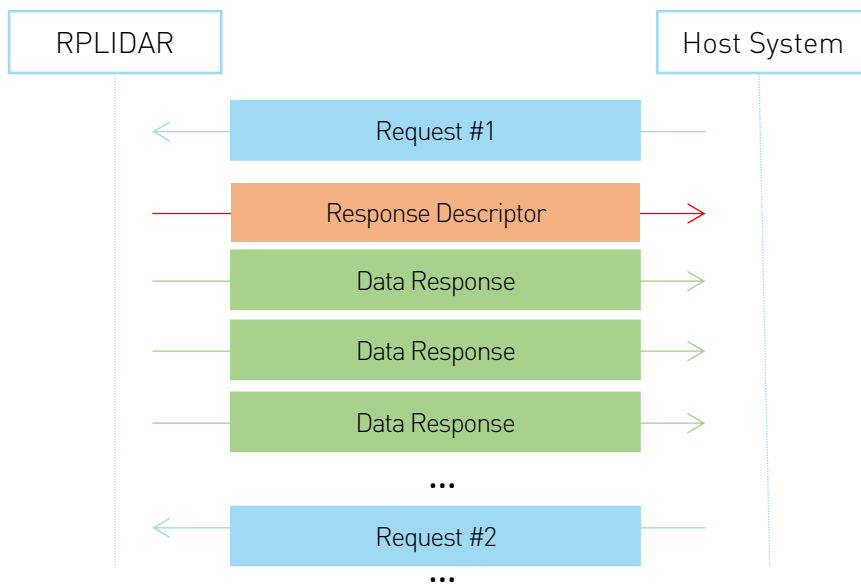 RPLIDAR
Host System
Request #1
Response Descriptor
Data Response
Data Response
Data Response
...
Request #2
...